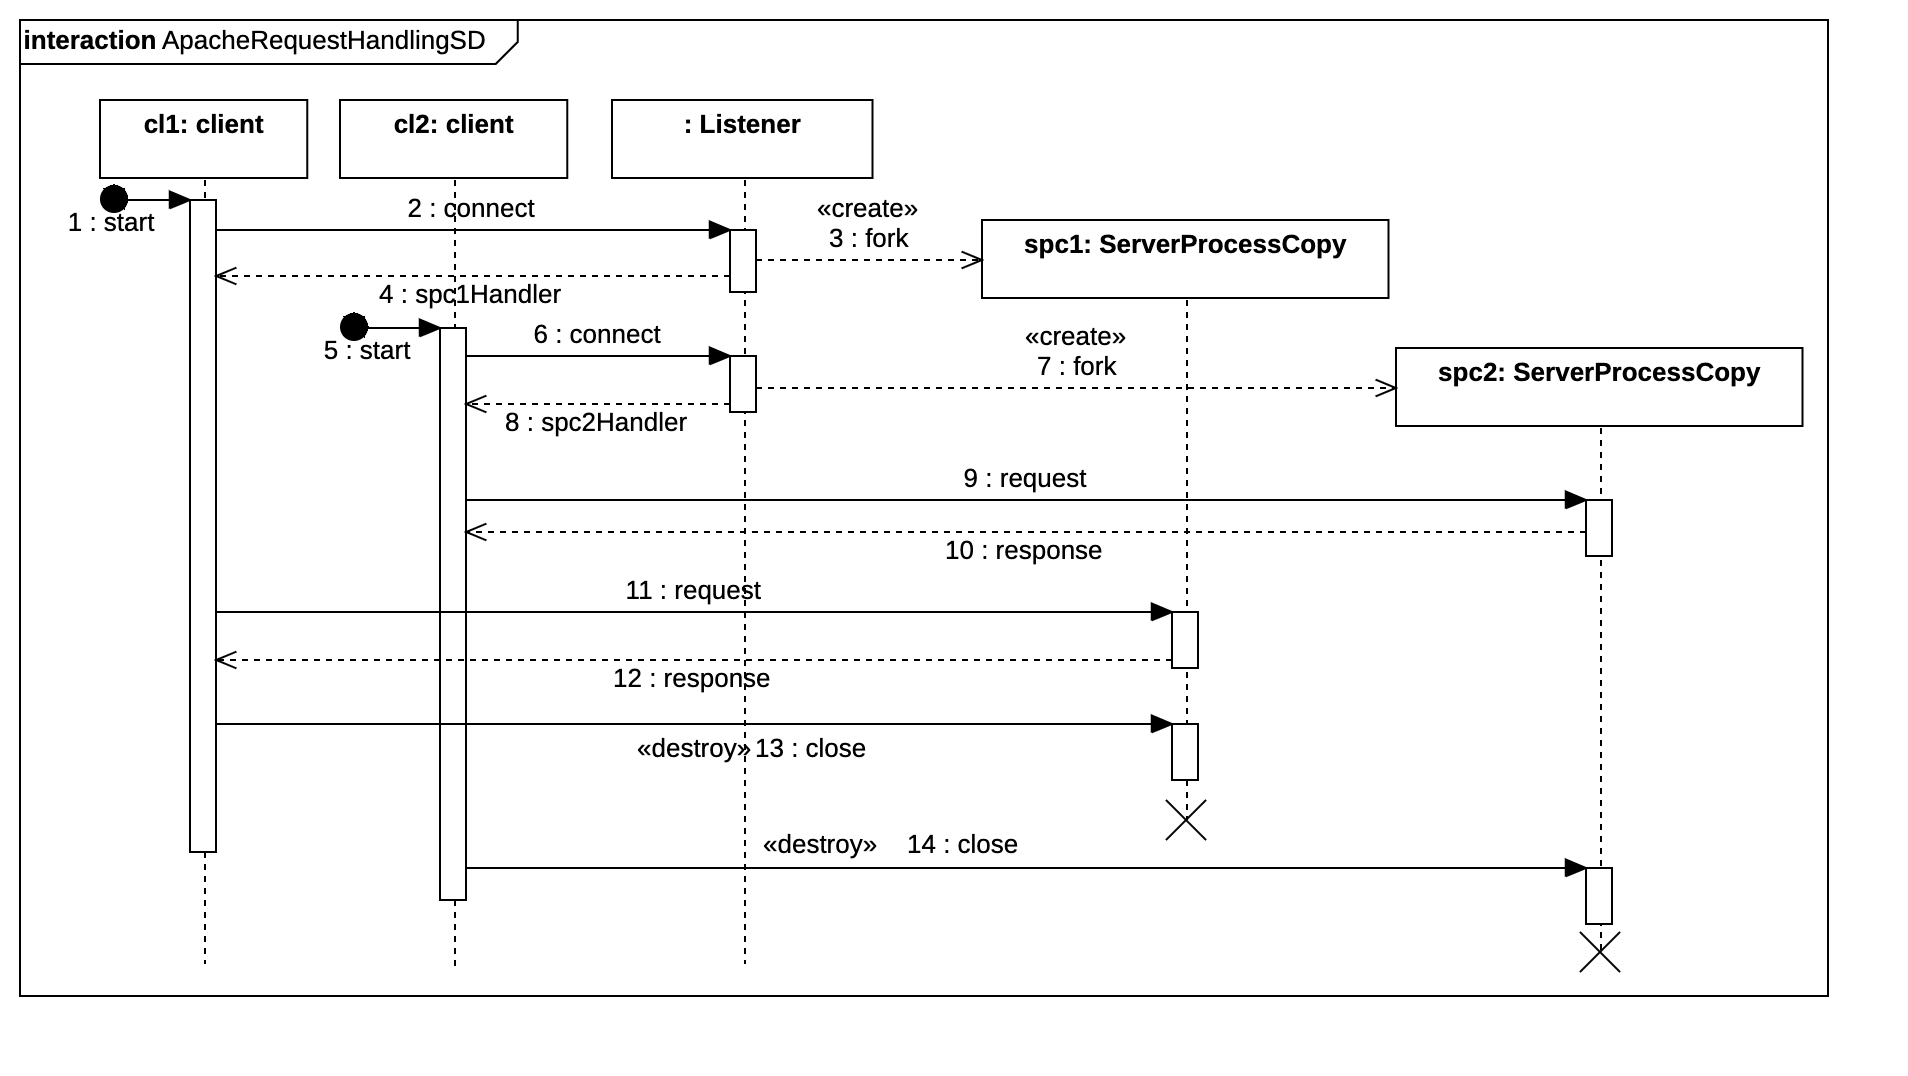 interaction ApacheRequestHandlingSD
cl1: client
cl2: client
: Listener
1 : start
2 : connect
«create»
3 : fork
spc1: ServerProcessCopy
4 : spc1Handler
5 : start
6 : connect
«create»
7 : fork
spc2: ServerProcessCopy
8 : spc2Handler
9 : request
10 : response
11 : request
12 : response
«destroy» 13 : close
«destroy» 14 : close